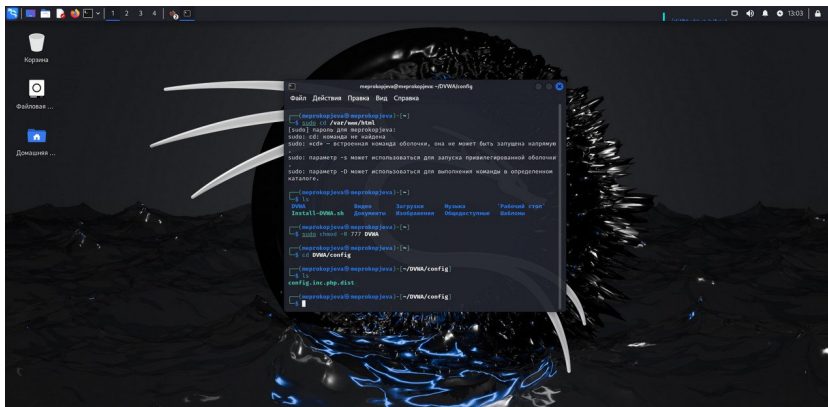 1 2 3 4
13:03
Корзина
Файловая ...
Домашняя ...
meprokopjeva@meprokopjeva: ~/DVWA/config
Файл Действия Правка Вид Справка
(meprokopjeva㉿meprokopjeva)-[~]
$ sudo cd /var/www/html
[sudo] пароль для meprokopjeva:
sudo: cd: команда не найдена
sudo: «cd» — встроенная команда оболочки, она не может быть запущена напрямую
.
sudo: параметр -s может использоваться для запуска привилегированной оболочки
.
sudo: параметр -D может использоваться для выполнения команды в определенном
каталоге.
(meprokopjeva㉿meprokopjeva)-[~]
$ ls
DVWA Видео Загрузки Музыка 'Рабочий стол'
Install-DVWA.sh Документы Изображения Общедоступные Шаблоны
(meprokopjeva㉿meprokopjeva)-[~]
$ sudo chmod -R 777 DVWA
(meprokopjeva㉿meprokopjeva)-[~]
$ cd DVWA/config
(meprokopjeva㉿meprokopjeva)-[~/DVWA/config]
$ ls
config.inc.php.dist
(meprokopjeva㉿meprokopjeva)-[~/DVWA/config]
$